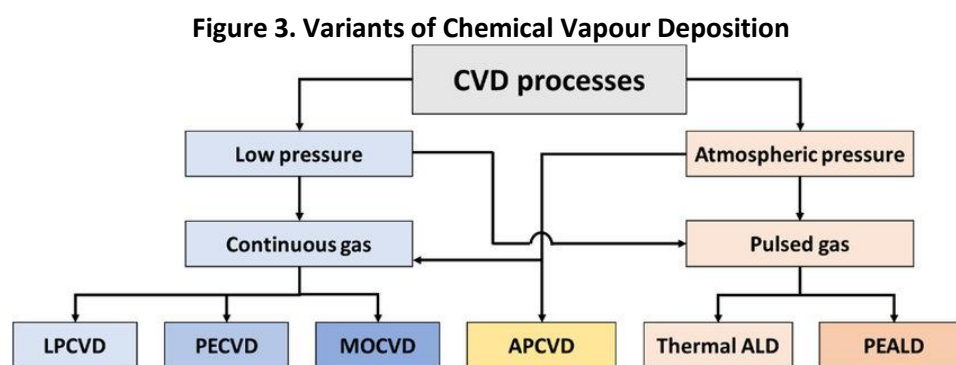 Figure 3. Variants of Chemical Vapour Deposition
CVD processes
Low pressure
Atmospheric pressure
Continuous gas
Pulsed gas
LPCVD
PECVD
MOCVD
APCVD
Thermal ALD
PEALD